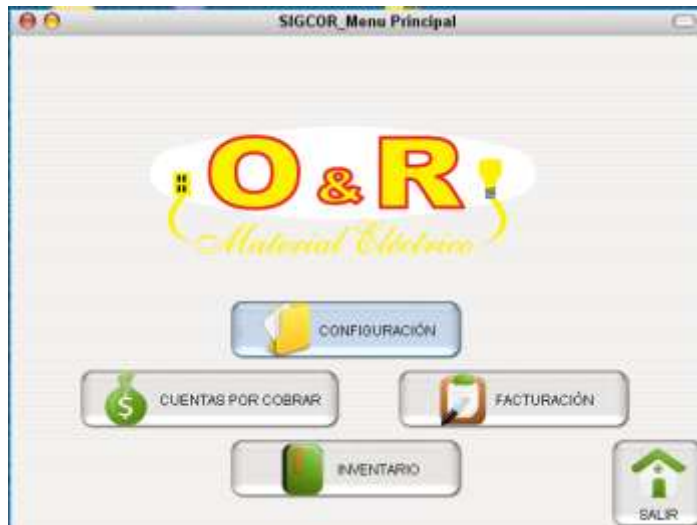 SIGCOR_Menu Principal
O & R
Material Eléctrico
CONFIGURACIÓN
CUENTAS POR COBRAR
FACTURACIÓN
INVENTARIO
SALIR